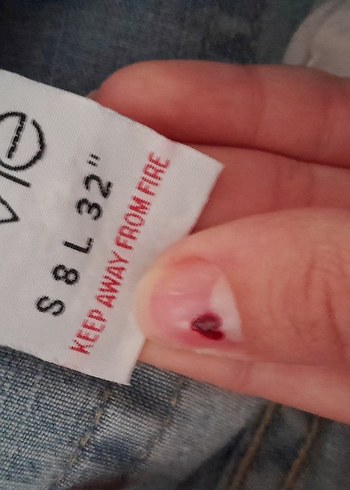 S 8 L 32"
KEEP AWAY FROM FIRE